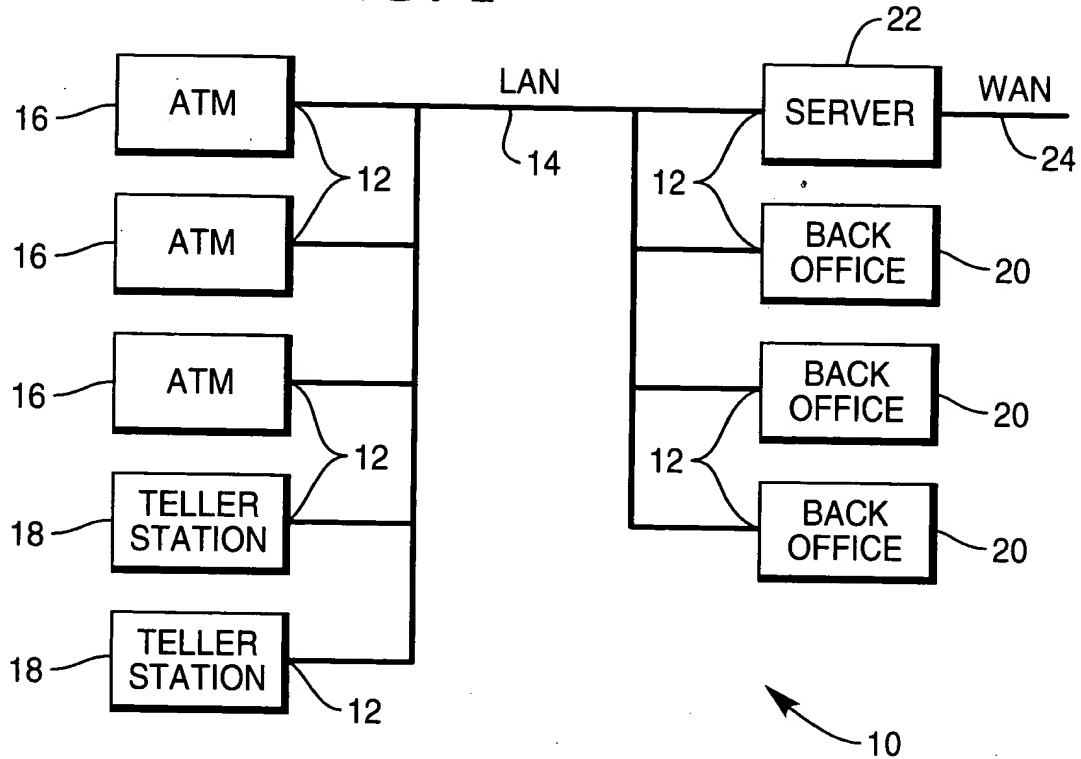 22
ATM
LAN
SERVER
WAN
16
12
14
12
24
ATM
BACK
OFFICE
16
20
ATM
BACK
OFFICE
16
20
12
12
TELLER
STATION
BACK
OFFICE
18
20
TELLER
STATION
18
12
10